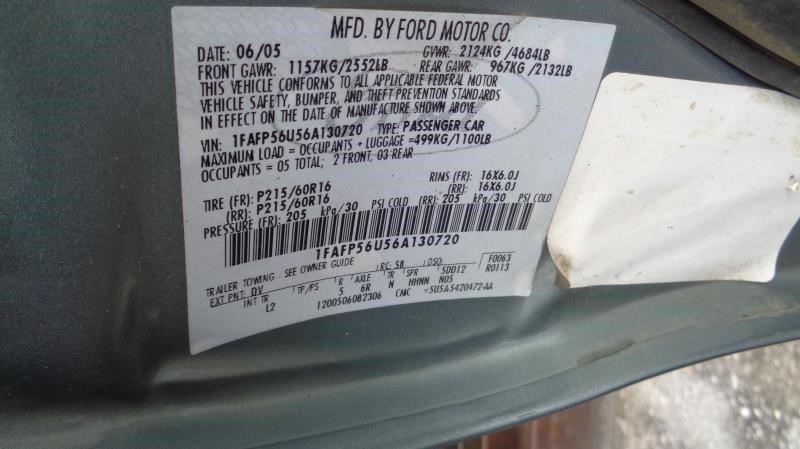 MFD. BY FORD MOTOR CO.
DATE: 06/05 GVWR: 2124KG /4684LB
FRONT GAWR: 1157KG/2552LB REAR GAWR: 967KG /2132LB
THIS VEHICLE CONFORMS TO ALL APPLICABLE FEDERAL MOTOR
VEHICLE SAFETY, BUMPER, AND THEFT PREVENTION STANDARDS
IN EFFECT ON THE DATE OF MANUFACTURE SHOWN ABOVE.
VIN: 1FAFP56U56A130720 TYPE: PASSENGER CAR
MAXIMUM LOAD = OCCUPANTS + LUGGAGE =499KG/1100LB
OCCUPANTS = 05 TOTAL; 2 FRONT, 03 REAR
TIRE (FR): P215/60R16 RIMS (FR): 16X6.0J
(RR): P215/60R16 (RR): 16X6.0J
PRESSURE (FR): 205 kPa/30 PSI COLD (RR): 205 kPa/30 PSI COLD
1FAFP56U56A130720
TRAILER TOWING SEE OWNER GUIDE RC: 58 DSO: F0063
EXT PNT: DV 5DD12 R0113
INT TR TP/PS R AXLE TR SPR
L2 5 6R N HHNN N05
12005060B2306 CMC 5U5A-5420472-AA